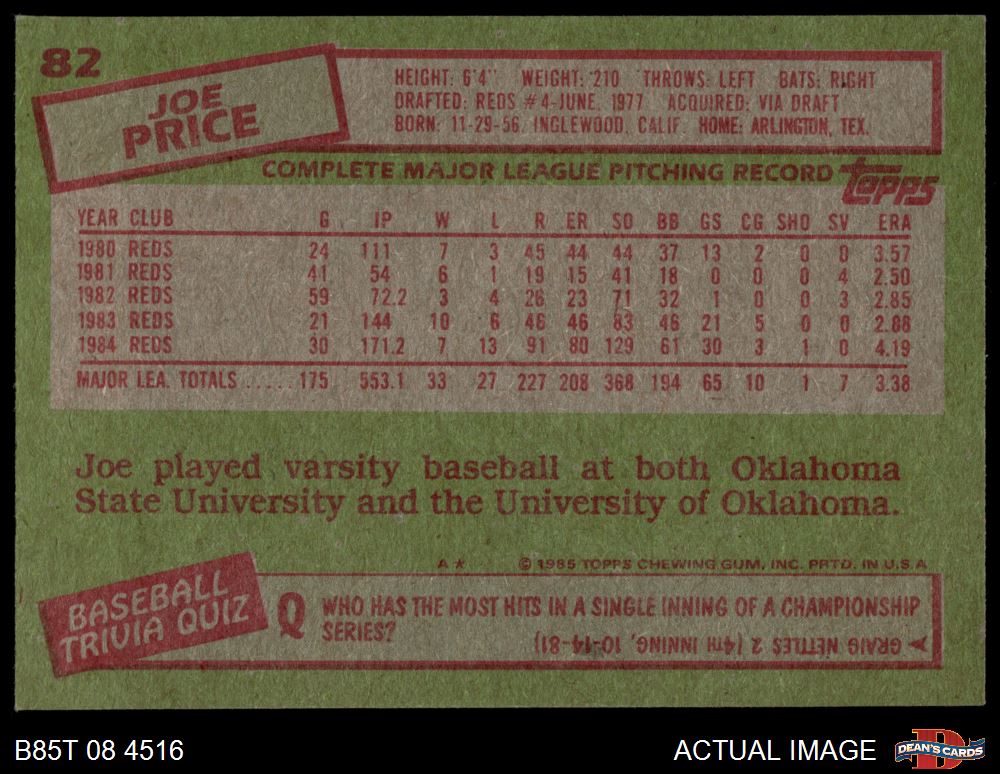 82
JOE
PRICE
HEIGHT: 6'4" WEIGHT: 210 THROWS: LEFT BATS: RIGHT
DRAFTED: REDS #4-JUNE, 1977 ACQUIRED: VIA DRAFT
BORN: 11-29-56, INGLEWOOD, CALIF. HOME: ARLINGTON, TEX.
COMPLETE MAJOR LEAGUE PITCHING RECORD topps
YEAR CLUB G IP W L R ER SO BB GS CG SHO SV ERA
1980 REDS 24 111 7 3 45 44 44 37 13 2 0 0 3.57
1981 REDS 41 54 6 1 19 15 41 18 0 0 0 4 2.50
1982 REDS 59 72.2 3 4 26 23 71 32 1 0 0 3 2.85
1983 REDS 21 144 10 6 46 46 83 46 21 5 0 0 2.88
1984 REDS 30 171.2 7 13 91 80 129 61 30 3 1 0 4.19
MAJOR LEA. TOTALS ..... 175 553.1 33 27 227 208 368 194 65 10 1 7 3.38
Joe played varsity baseball at both Oklahoma
State University and the University of Oklahoma.
A* © 1985 TOPPS CHEWING GUM, INC. PRTD. IN U.S.A
BASEBALL
TRIVIA QUIZ
Q WHO HAS THE MOST HITS IN A SINGLE INNING OF A CHAMPIONSHIP
SERIES?
GRAIG NETTLES 2 (4TH INNING, 10-14-81)
B85T 08 4516
ACTUAL IMAGE
DEAN'S CARDS